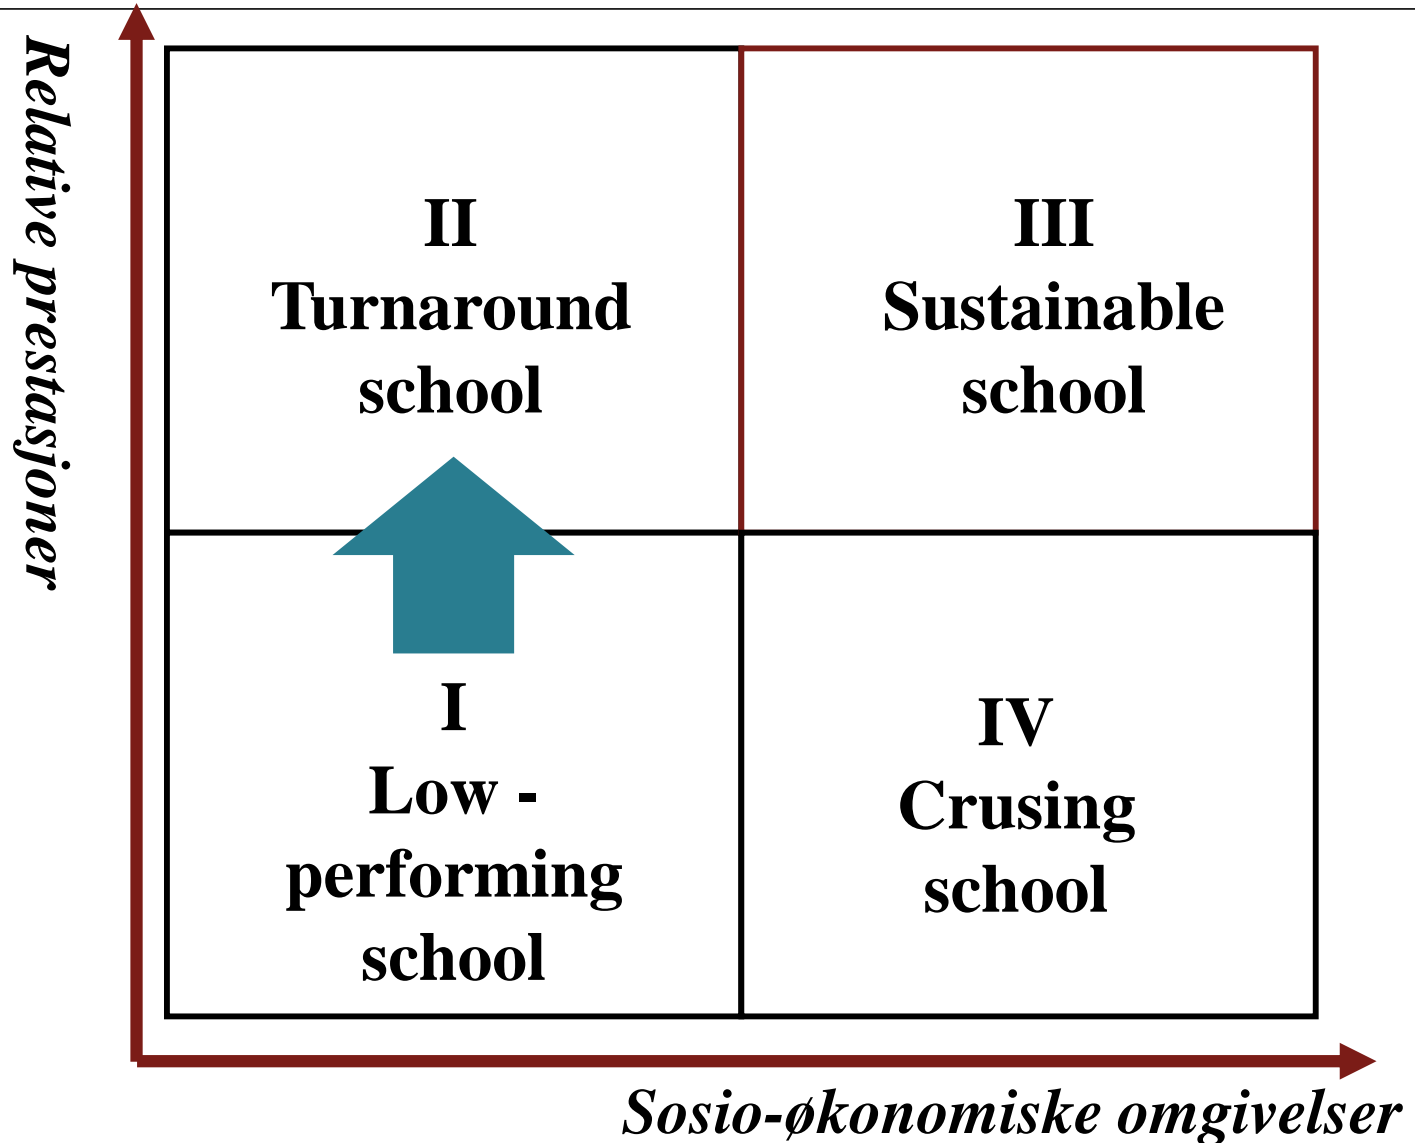 Relative prestasjoner
II
Turnaround
school
III
Sustainable
school
I
Low -
performing
school
IV
Crusing
school
Sosio-økonomiske omgivelser